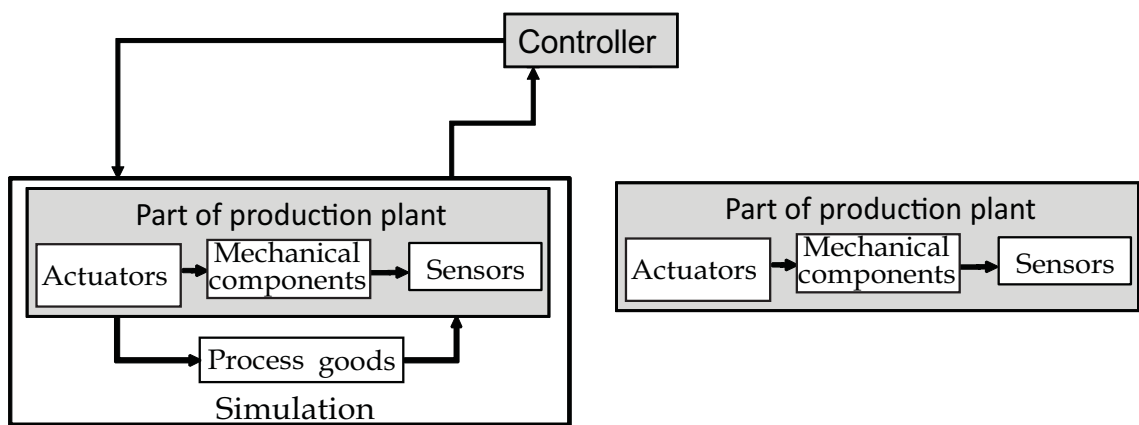 Controller
Part of production plant
Actuators
Mechanical
components
Sensors
Process goods
Simulation
Part of production plant
Actuators
Mechanical
components
Sensors